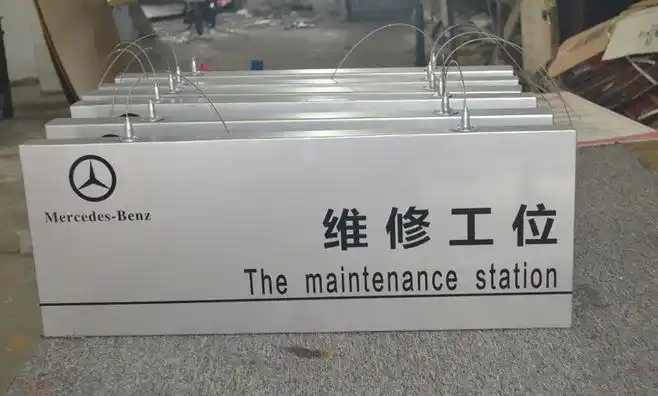 Mercedes-Benz
维修工位
The maintenance station